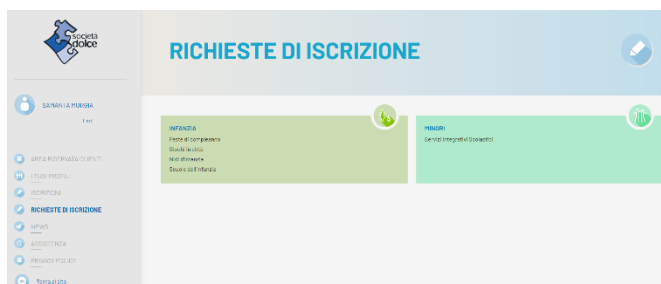 società
dolce
SAMANTA MURGIA
AREA RISERVATA CLIENTI
I TUOI PROFILI
ISCRIZIONI
RICHIESTE DI ISCRIZIONE
NEWS
ASSISTENZA
PRIVACY POLICY
Torna al sito
RICHIESTE DI ISCRIZIONE
INFANZIA
Feste di compleanno
Giochi in città
Nidi d'infanzia
Scuole dell'infanzia
MINORI
Servizi Integrativi Scolastici